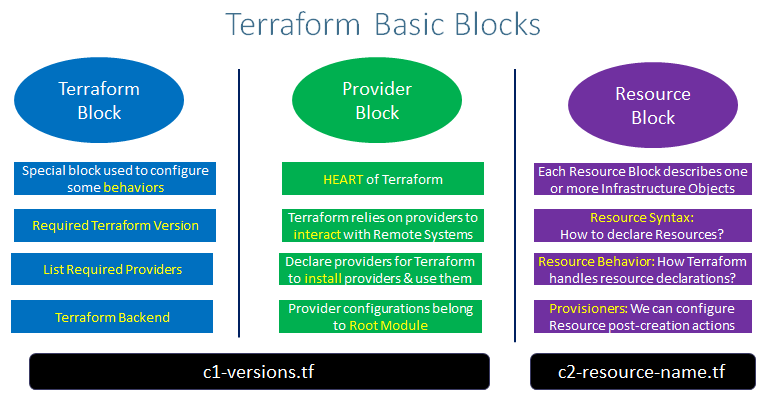 Terraform Basic Blocks
Terraform
Block
Special block used to configure
some behaviors
Required Terraform Version
List Required Providers
Terraform Backend
Provider
Block
HEART of Terraform
Terraform relies on providers to
interact with Remote Systems
Declare providers for Terraform
to install providers & use them
Provider configurations belong
to Root Module
Resource
Block
Each Resource Block describes one
or more Infrastructure Objects
Resource Syntax:
How to declare Resources?
Resource Behavior: How Terraform
handles resource declarations?
Provisioners: We can configure
Resource post-creation actions
c1-versions.tf
c2-resource-name.tf